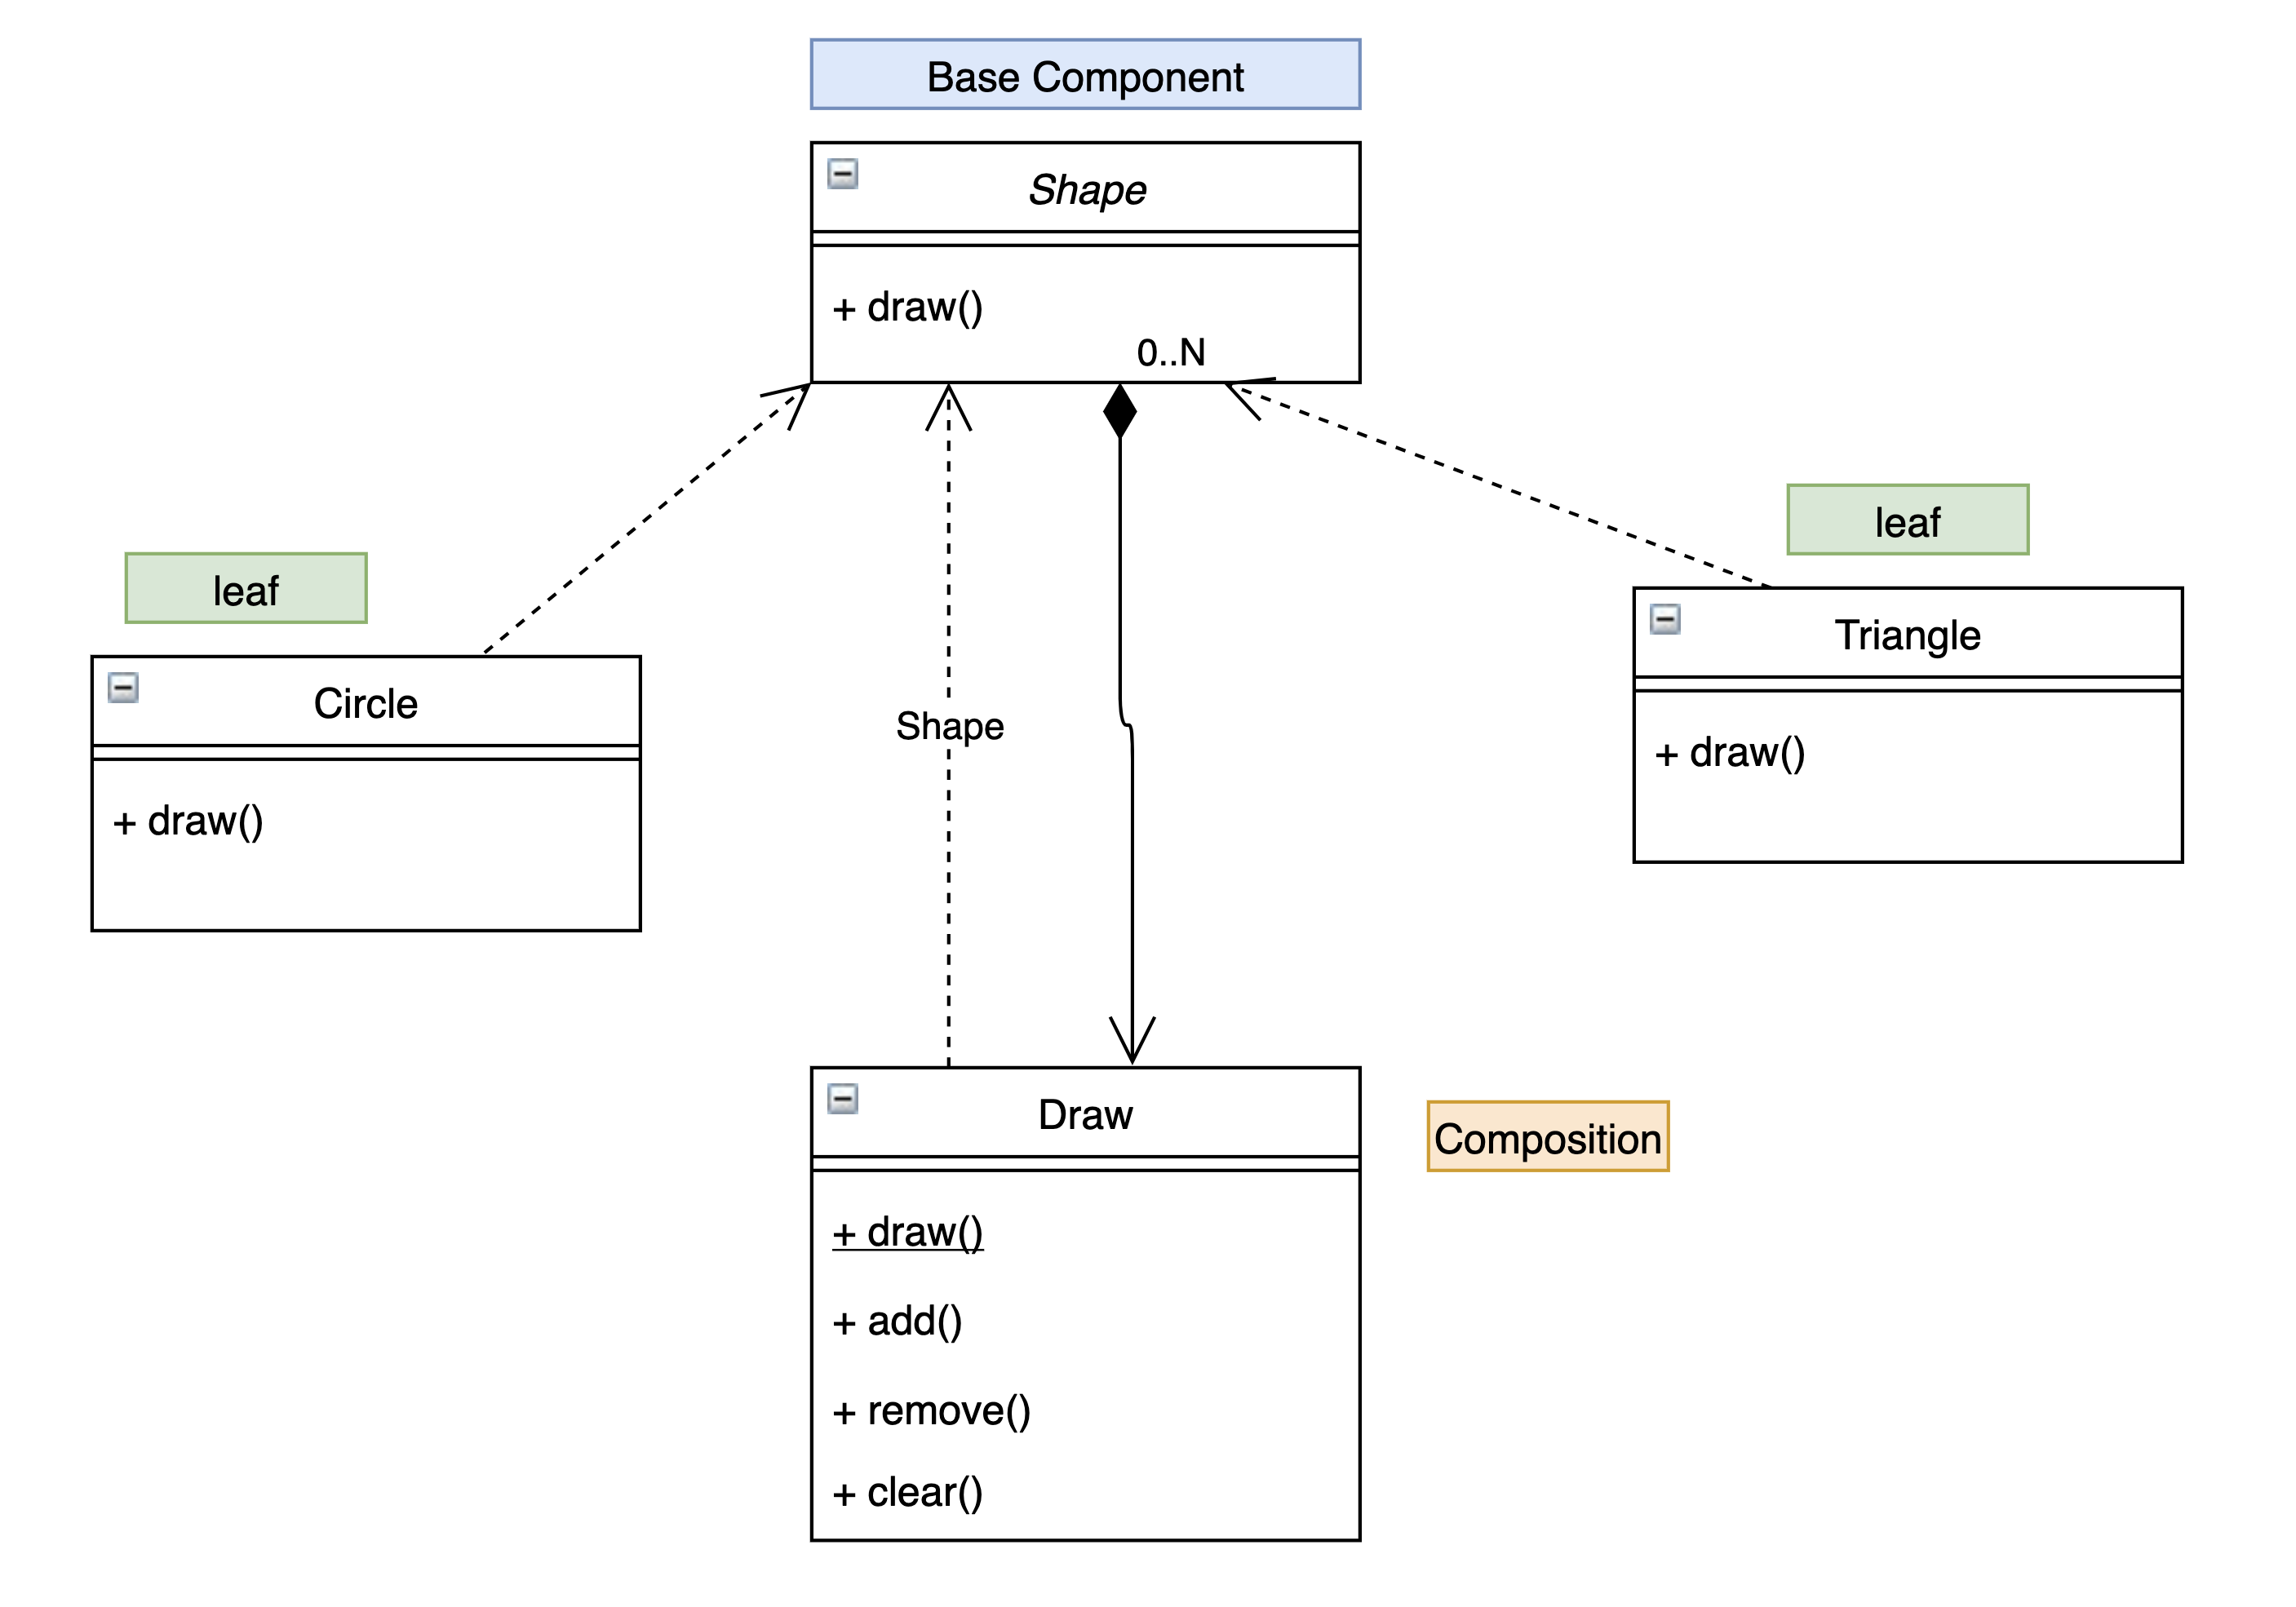 Base Component
Shape
+ draw()
0..N
leaf
leaf
Triangle
Circle
Shape
+ draw()
+ draw()
Draw
Composition
+ draw()
+ add()
+ remove()
+ clear()